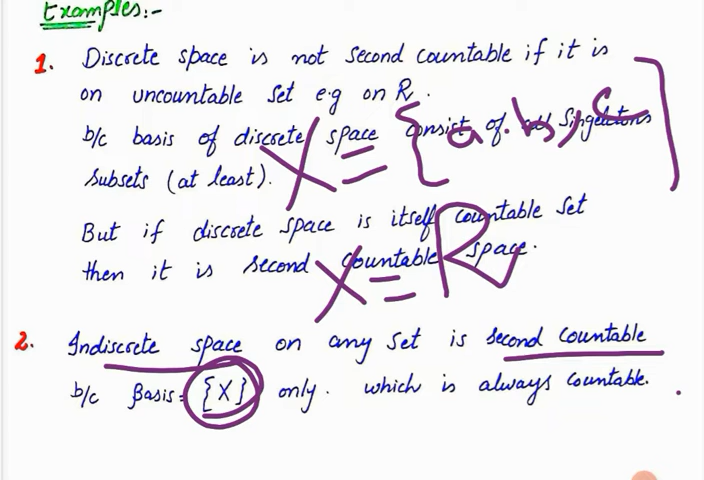 Examples:-
1. Discrete space is not second countable if it is
on uncountable set e.g on R.
b/c basis of discrete space consist of all Singeletons
subsets (at least).
X = {a, b, c}
But if discrete space is itself countable set
then it is second countable space.
X = R
2. Indiscrete space on any set is second countable
b/c Basis = {X} only. which is always countable.